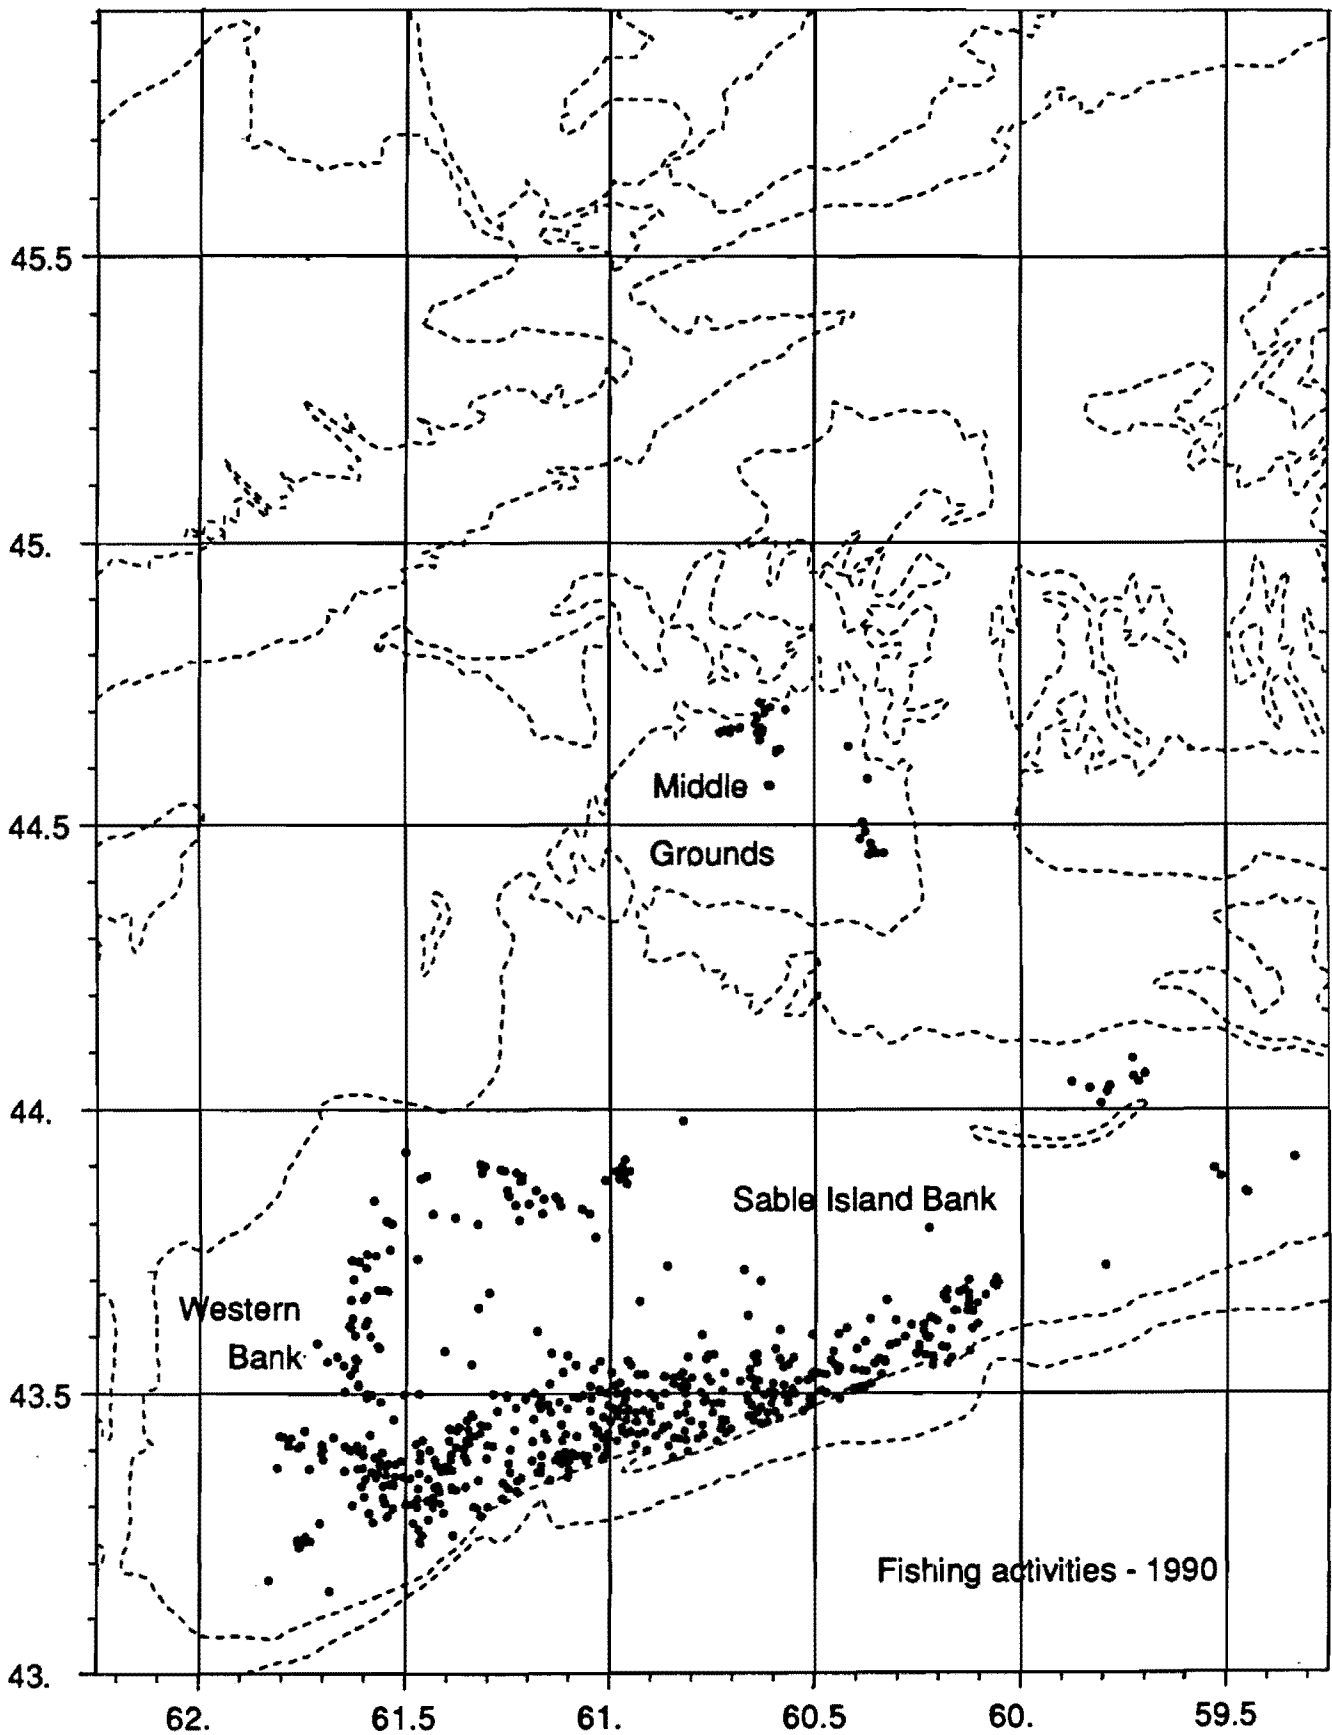 45.5
45.
Middle
44.5
Grounds
44.
Sable Island Bank
Western
Bank
43.5
Fishing activities - 1990
43.
62. 61.5 61. 60.5 60. 59.5